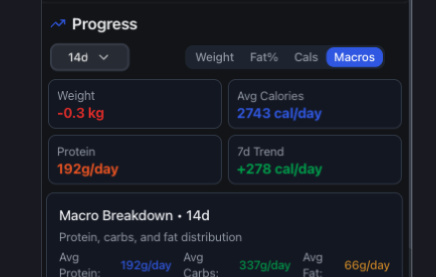 Progress
14d
Weight Fat% Cals Macros
Weight
-0.3 kg
Avg Calories
2743 cal/day
Protein
192g/day
7d Trend
+278 cal/day
Macro Breakdown • 14d
Protein, carbs, and fat distribution
Avg Protein: 192g/day
Avg Carbs: 337g/day
Avg Fat: 66g/day